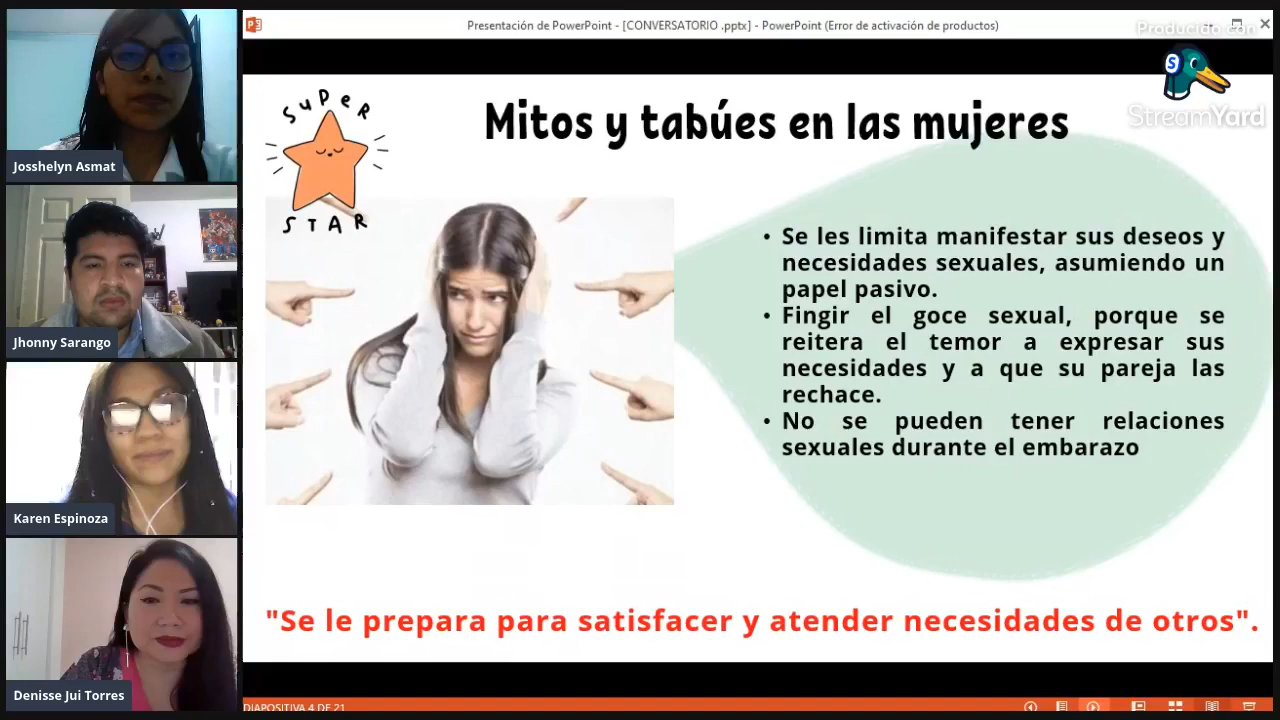 Presentación de PowerPoint - [CONVERSATORIO .pptx] - PowerPoint (Error de activación de productos)
Producido con
StreamYard
SUPER
STAR
Mitos y tabúes en las mujeres
• Se les limita manifestar sus deseos y
necesidades sexuales, asumiendo un
papel pasivo.
• Fingir el goce sexual, porque se
reitera el temor a expresar sus
necesidades y a que su pareja las
rechace.
• No se pueden tener relaciones
sexuales durante el embarazo
"Se le prepara para satisfacer y atender necesidades de otros".
DIAPOSITIVA 4 DE 21
Josshelyn Asmat
Jhonny Sarango
Karen Espinoza
Denisse Jui Torres